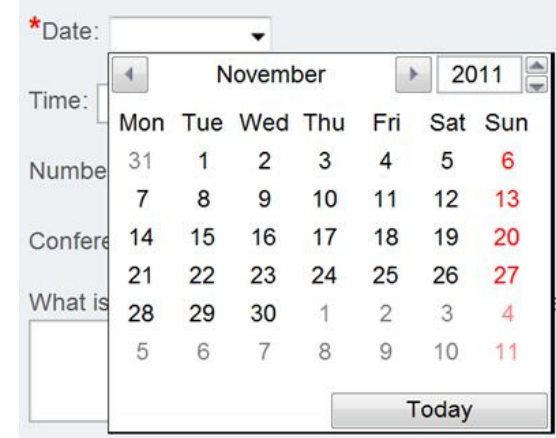 *Date:
November 2011
Time:
Mon Tue Wed Thu Fri Sat Sun
31 1 2 3 4 5 6
Numbe
7 8 9 10 11 12 13
14 15 16 17 18 19 20
Confere
21 22 23 24 25 26 27
What is
28 29 30 1 2 3 4
5 6 7 8 9 10 11
Today